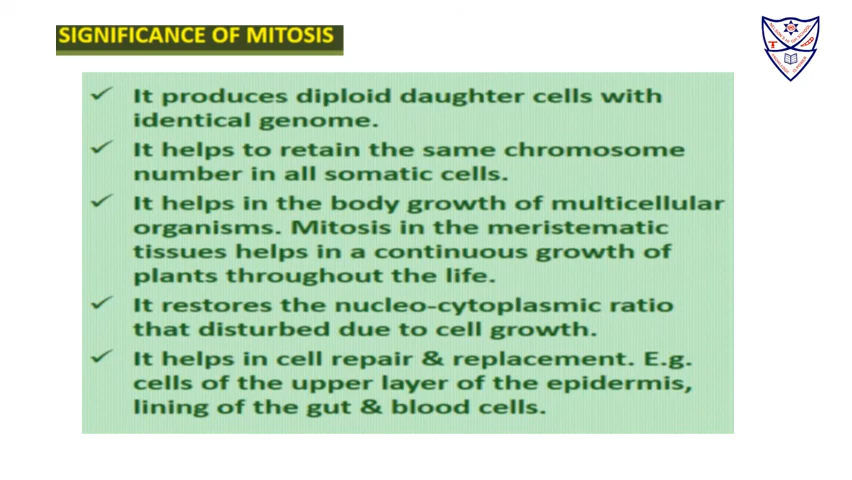 SIGNIFICANCE OF MITOSIS
✓ It produces diploid daughter cells with
identical genome.
✓ It helps to retain the same chromosome
number in all somatic cells.
✓ It helps in the body growth of multicellular
organisms. Mitosis in the meristematic
tissues helps in a continuous growth of
plants throughout the life.
✓ It restores the nucleo-cytoplasmic ratio
that disturbed due to cell growth.
✓ It helps in cell repair & replacement. E.g.
cells of the upper layer of the epidermis,
lining of the gut & blood cells.